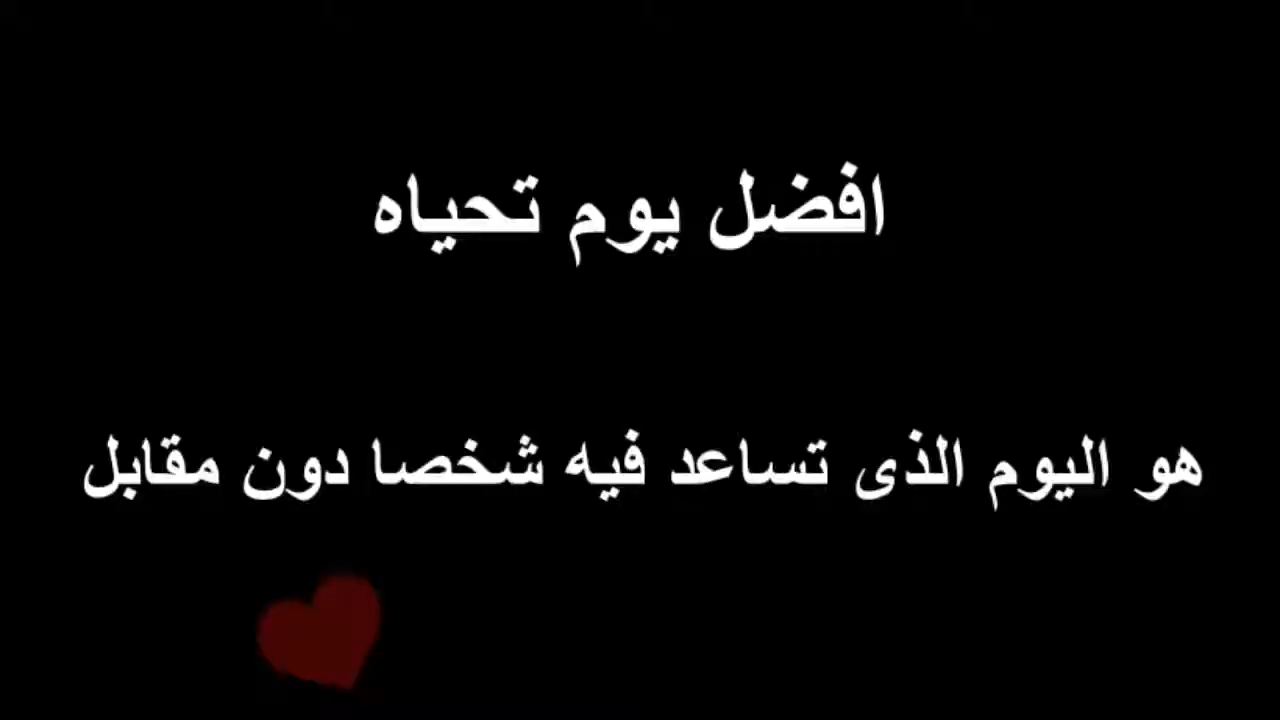 افضل يوم تحياه
هو اليوم الذى تساعد فيه شخصا دون مقابل